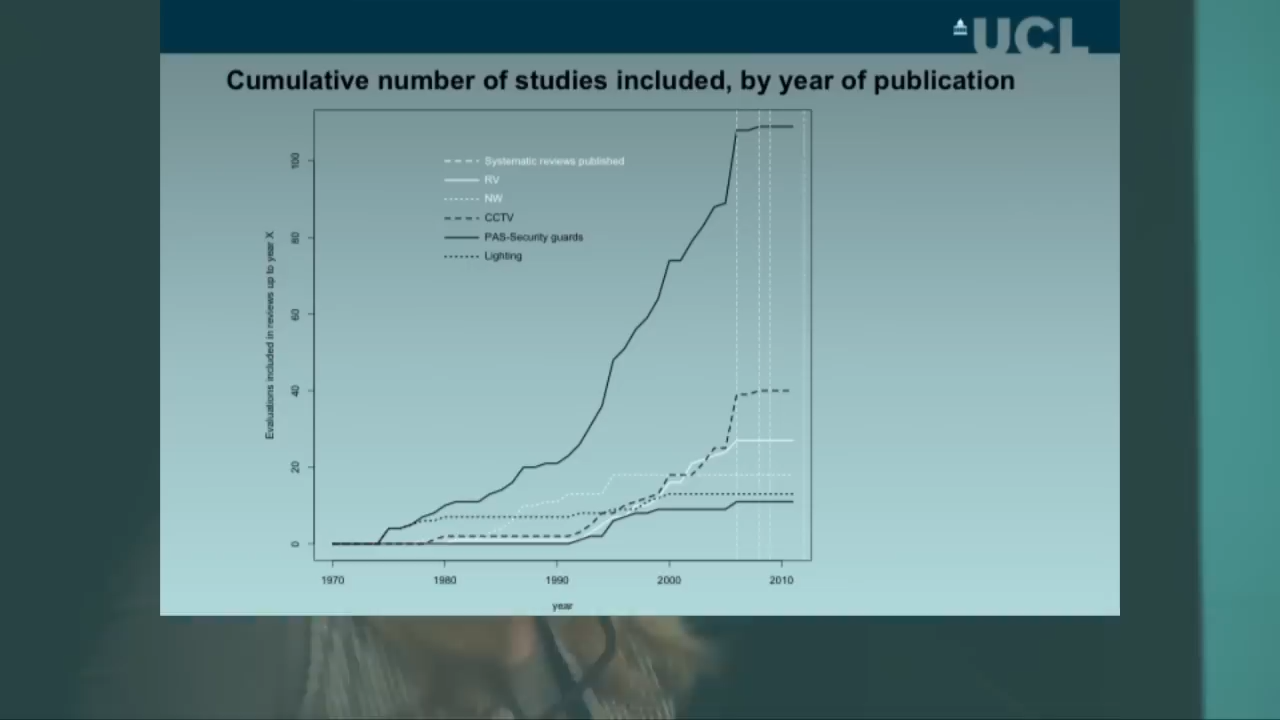 UCL
Cumulative number of studies included, by year of publication
Systematic reviews published
RV
NW
CCTV
PAS-Security guards
Lighting
Evaluations included in reviews up to year X
100
80
60
40
20
0
1970 1980 1990 2000 2010
year